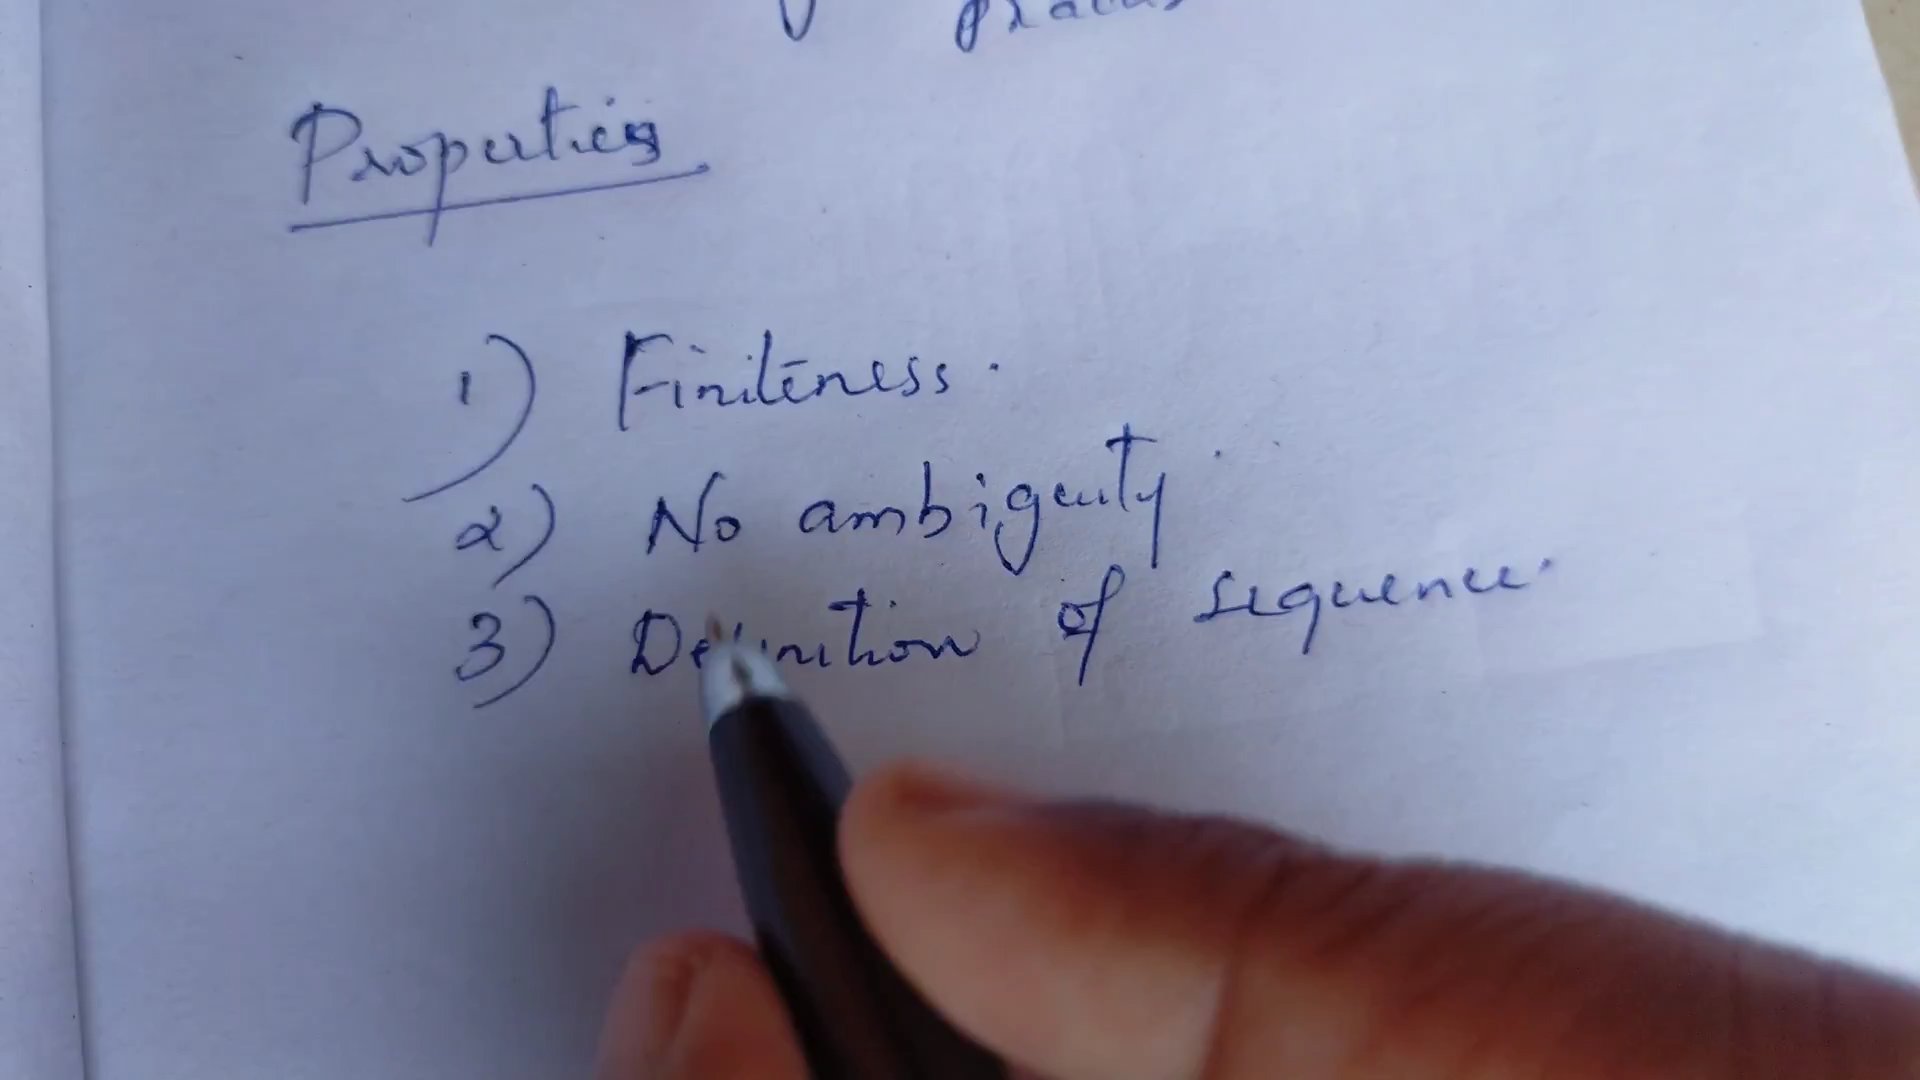 Properties
1) Finiteness.
2) No ambiguity.
3) Definition of sequence.